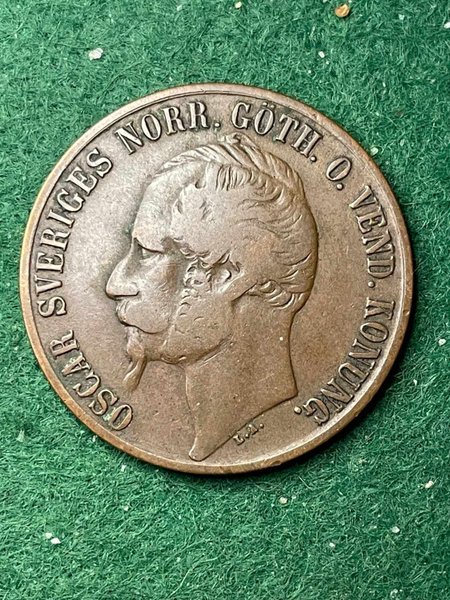 OSCAR SVERIGES NORR. GÖTH. O. VEND. KONUNG.
L.A.